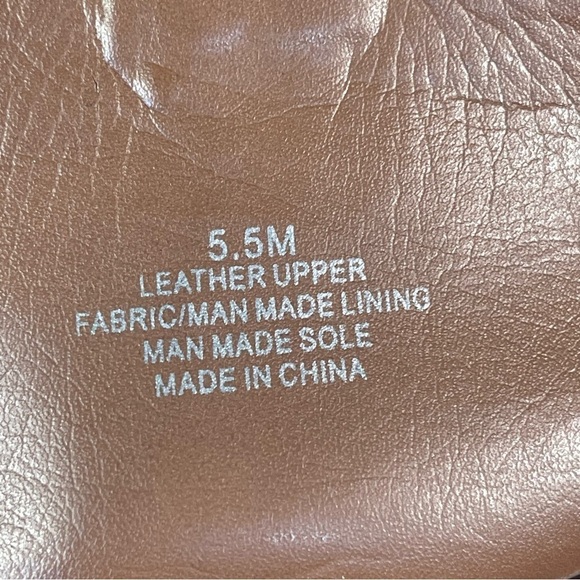 5.5M
LEATHER UPPER
FABRIC/MAN MADE LINING
MAN MADE SOLE
MADE IN CHINA